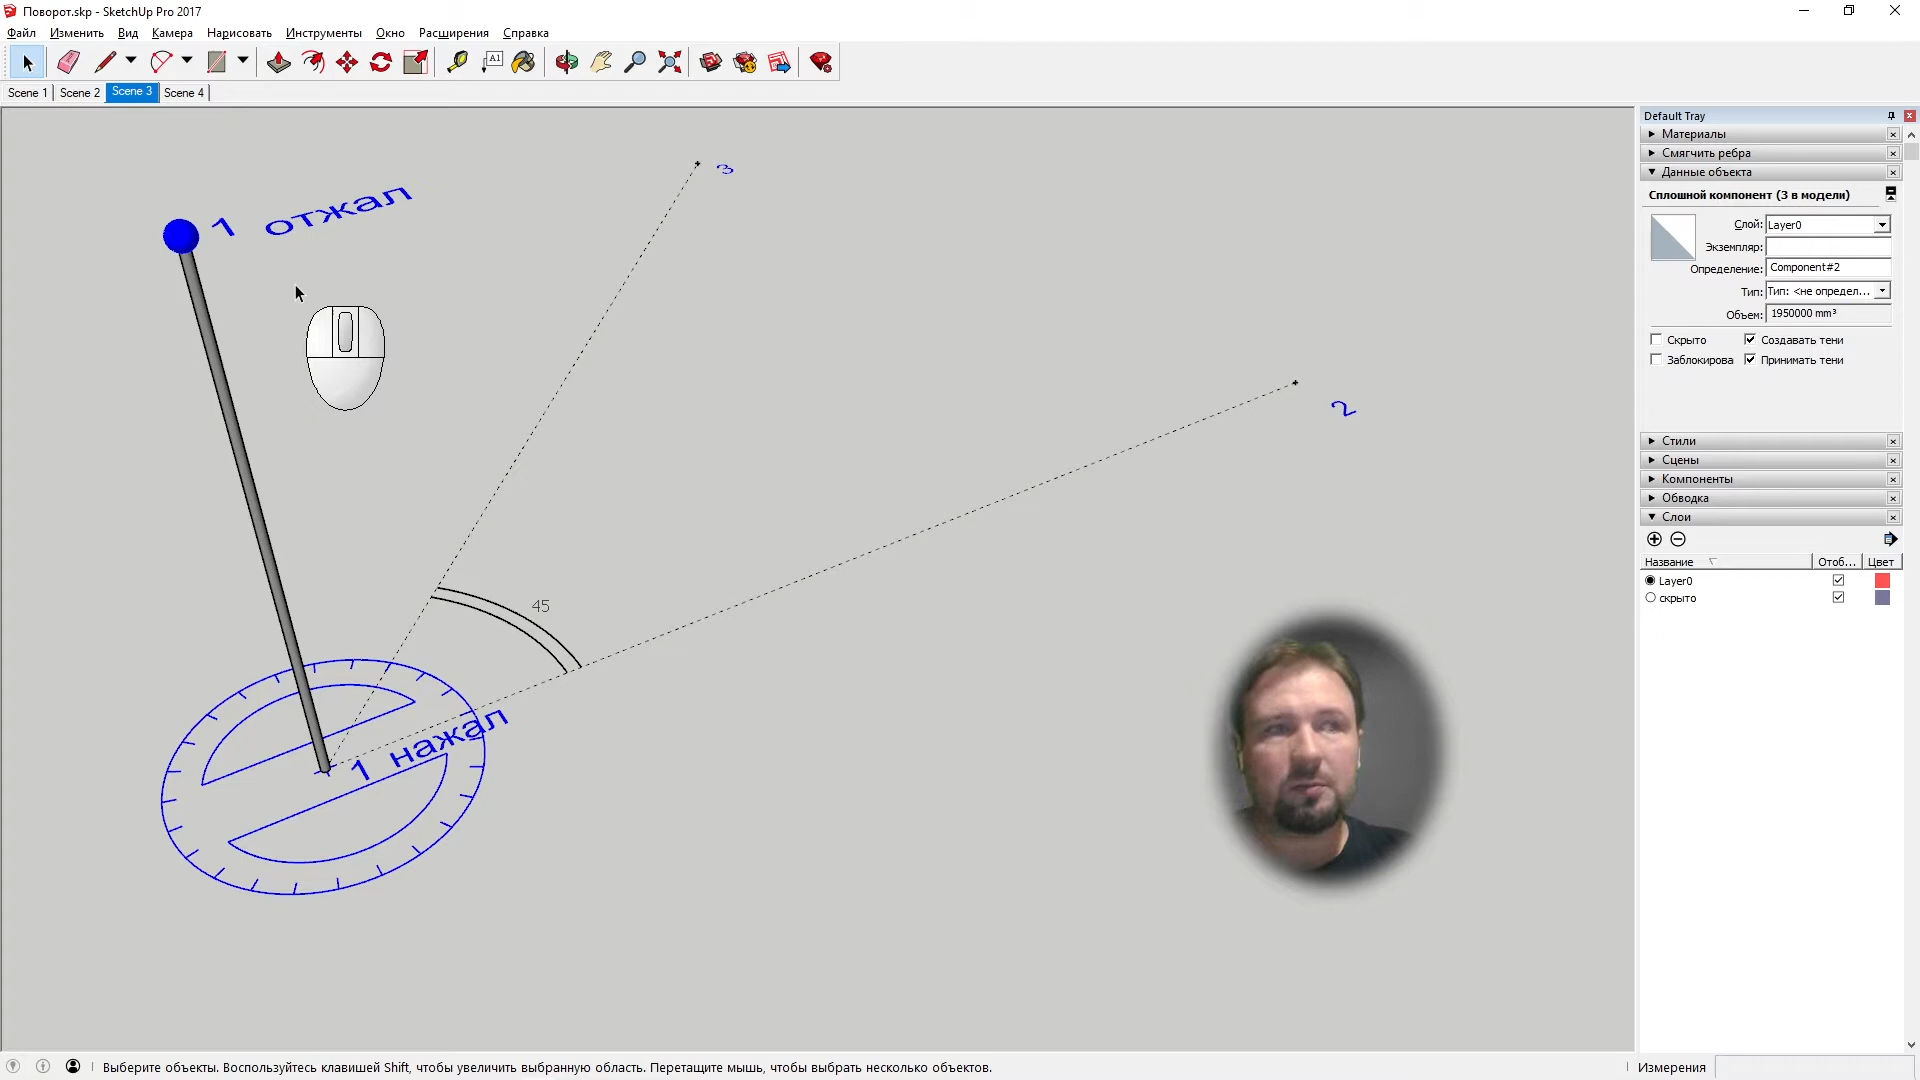 Поворот.skp - SketchUp Pro 2017
Файл Изменить Вид Камера Нарисовать Инструменты Окно Расширения Справка
A1
Scene 1 Scene 2 Scene 3 Scene 4
Default Tray
Материалы
Смягчить ребра
Данные объекта
Сплошной компонент (3 в модели)
Слой: Layer0
Экземпляр:
Определение: Component#2
Тип: Тип: <не определ...
Объем: 1950000 mm³
Скрыто Создавать тени
Заблокирова Принимать тени
Стили
Сцены
Компоненты
Обводка
Слои
Название Отоб... Цвет
Layer0
скрыто
3
1 отжал
2
45
1 нажал
Выберите объекты. Воспользуйтесь клавишей Shift, чтобы увеличить выбранную область. Перетащите мышь, чтобы выбрать несколько объектов.
Измерения